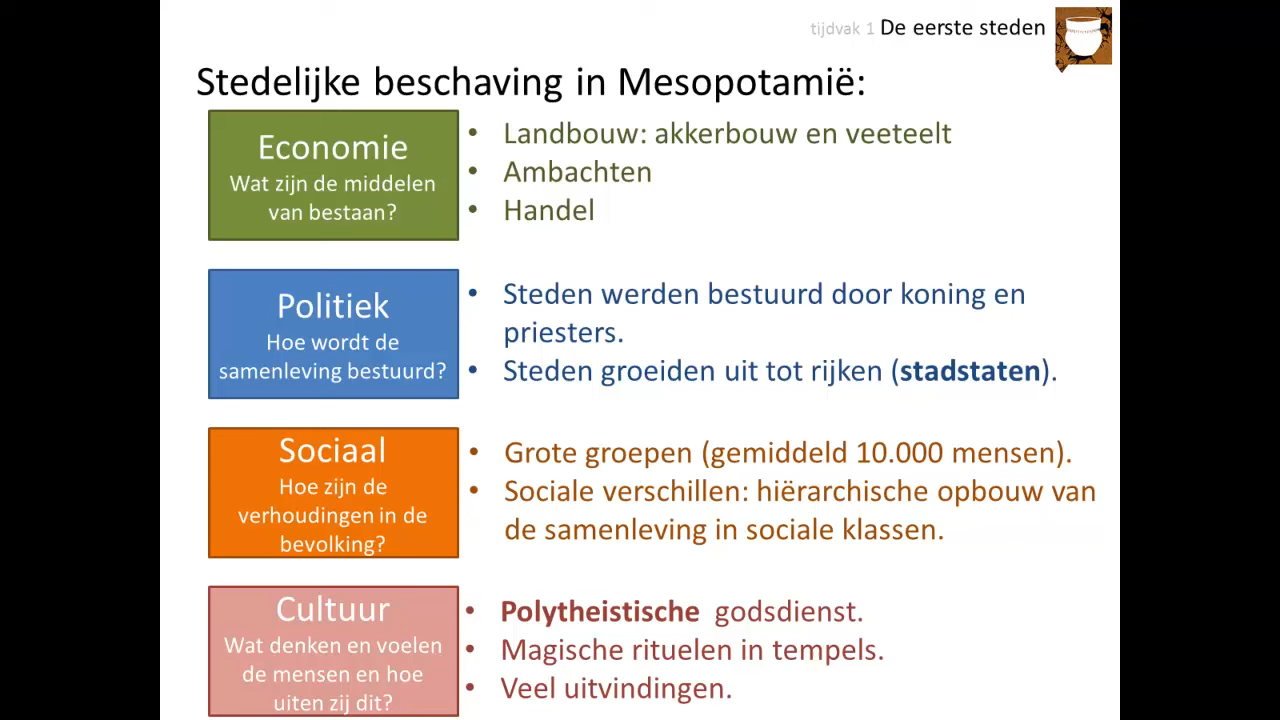 tijdvak 1 De eerste steden
Stedelijke beschaving in Mesopotamië:
Economie
Wat zijn de middelen
van bestaan?
• Landbouw: akkerbouw en veeteelt
• Ambachten
• Handel
Politiek
Hoe wordt de
samenleving bestuurd?
• Steden werden bestuurd door koning en
priesters.
• Steden groeiden uit tot rijken (stadstaten).
Sociaal
Hoe zijn de
verhoudingen in de
bevolking?
• Grote groepen (gemiddeld 10.000 mensen).
• Sociale verschillen: hiërarchische opbouw van
de samenleving in sociale klassen.
Cultuur
Wat denken en voelen
de mensen en hoe
uiten zij dit?
• Polytheistische godsdienst.
• Magische rituelen in tempels.
• Veel uitvindingen.